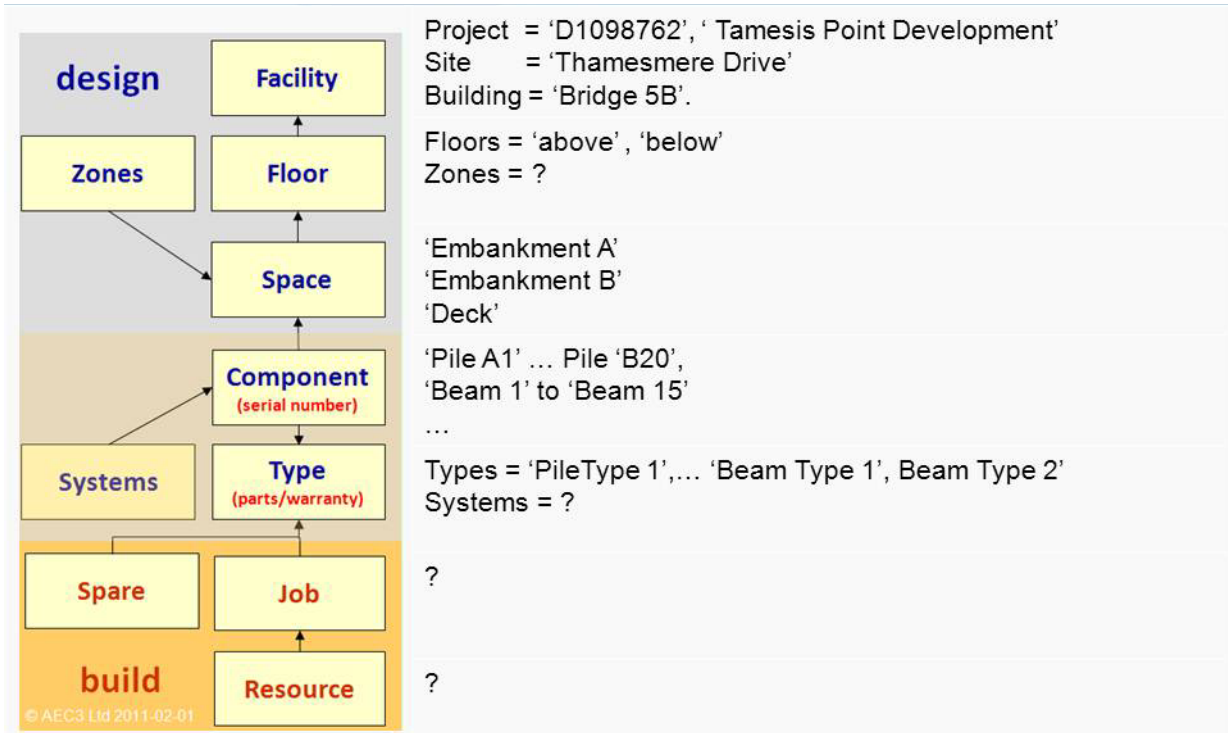 design
Facility
Zones
Floor
Space
Component
(serial number)
Systems
Type
(parts/warranty)
Spare
Job
build
Resource
© AEC3 Ltd 2011-02-01
Project = ‘D1098762’, ‘ Tamesis Point Development’
Site = ‘Thamesmere Drive’
Building = ‘Bridge 5B’.
Floors = ‘above’ , ‘below’
Zones = ?
‘Embankment A’
‘Embankment B’
‘Deck’
‘Pile A1’ … Pile ‘B20’,
‘Beam 1’ to ‘Beam 15’
…
Types = ‘PileType 1’,… ‘Beam Type 1’, Beam Type 2’
Systems = ?
?
?